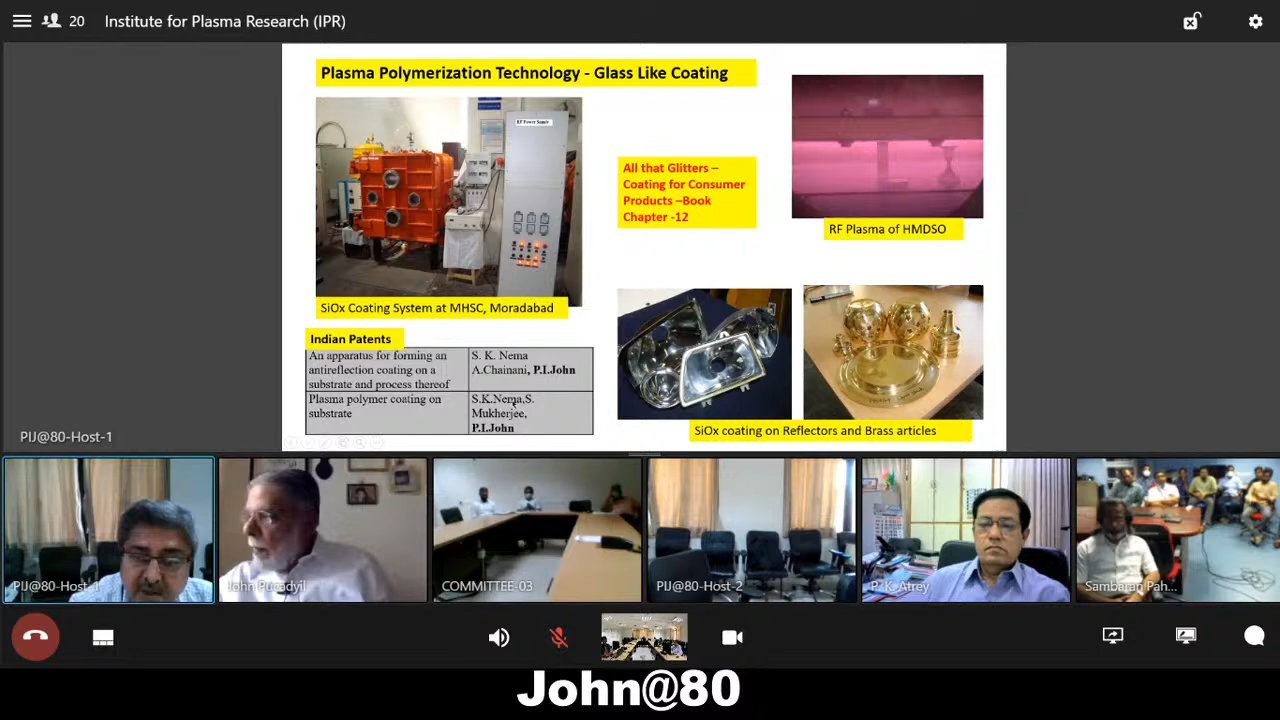 20
Institute for Plasma Research (IPR)
Plasma Polymerization Technology - Glass Like Coating
RF Power Supply
All that Glitters –
Coating for Consumer
Products –Book
Chapter -12
RF Plasma of HMDSO
SiOx Coating System at MHSC, Moradabad
Indian Patents
An apparatus for forming an
antireflection coating on a
substrate and process thereof
S. K. Nema
A.Chainani, P.I.John
Plasma polymer coating on
substrate
S.K.Nema,S.
Mukherjee,
P.I.John
SiOx coating on Reflectors and Brass articles
PIJ@80-Host-1
PIJ@80-Host-1
John Pucadyil
COMMITTEE-03
PIJ@80-Host-2
P. K. Atrey
Sambaran Pah...
John@80